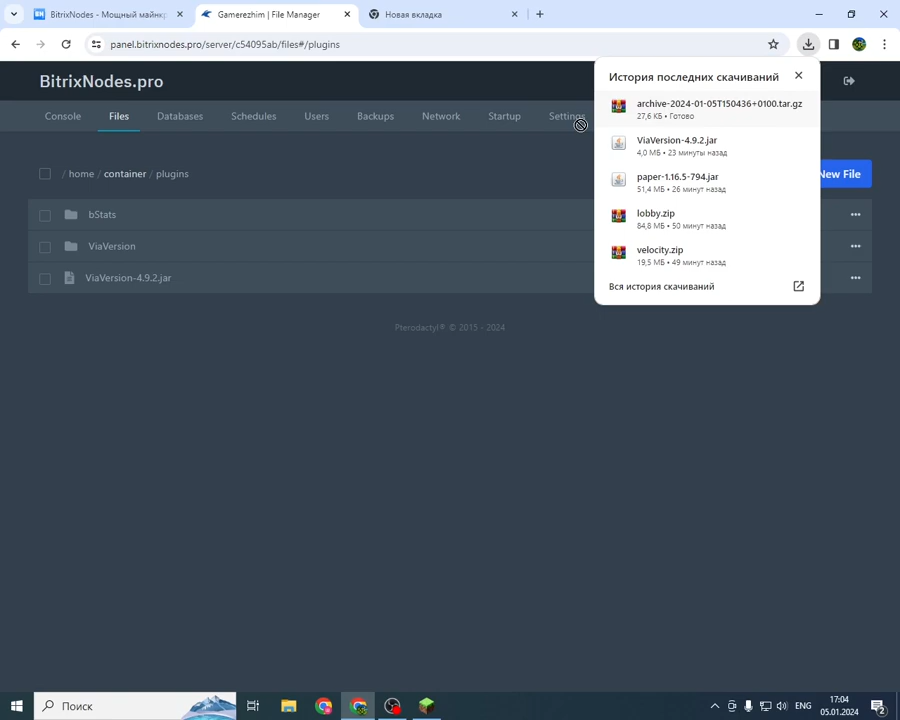 BitrixNodes - Мощный майнкр
Gamerezhim | File Manager
Новая вкладка
panel.bitrixnodes.pro/server/c54095ab/files#/plugins
BitrixNodes.pro
Console
Files
Databases
Schedules
Users
Backups
Network
Startup
Settings
/ home / container / plugins
New File
bStats
ViaVersion
ViaVersion-4.9.2.jar
Pterodactyl® © 2015 - 2024
История последних скачиваний
archive-2024-01-05T150436+0100.tar.gz
27,6 КБ • Готово
ViaVersion-4.9.2.jar
4,0 МБ • 23 минуты назад
paper-1.16.5-794.jar
51,4 МБ • 26 минут назад
lobby.zip
84,8 МБ • 50 минут назад
velocity.zip
19,5 МБ • 49 минут назад
Вся история скачиваний
Поиск
ENG
17:04
05.01.2024
2